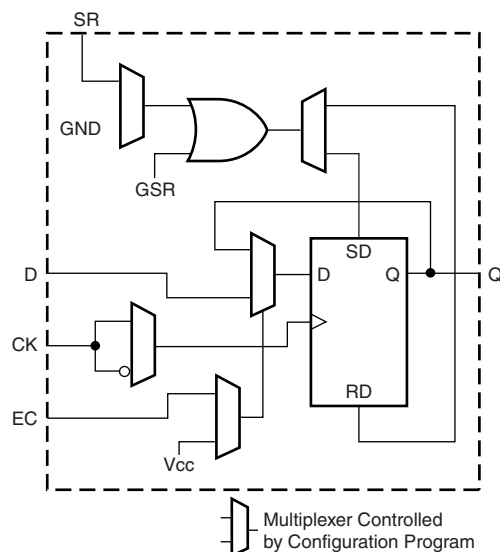 SR
GND
GSR
SD
D
D
Q
Q
CK
RD
EC
Vcc
Multiplexer Controlled
by Configuration Program